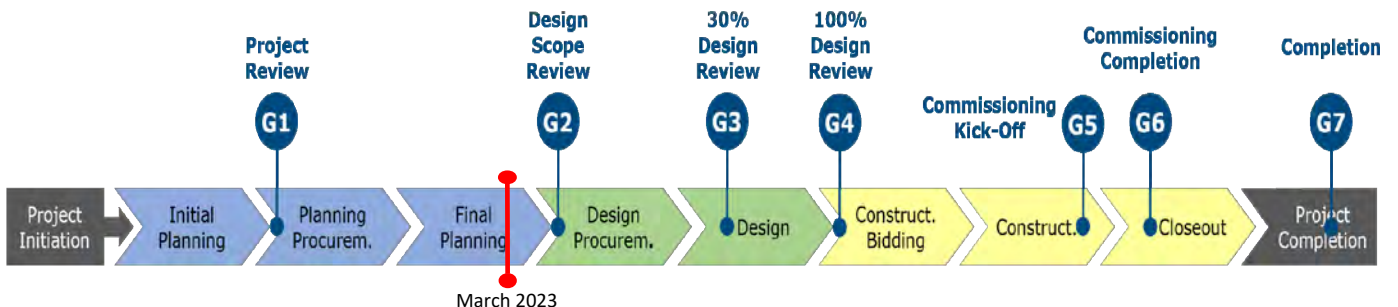 Project
Review
G1
Design
Scope
Review
G2
30%
Design
Review
G3
100%
Design
Review
G4
Commissioning
Kick-Off
G5
Commissioning
Completion
G6
Completion
G7
Project
Initiation
Initial
Planning
Planning
Procurem.
Final
Planning
Design
Procurem.
Design
Construct.
Bidding
Construct.
Closeout
Project
Completion
March 2023